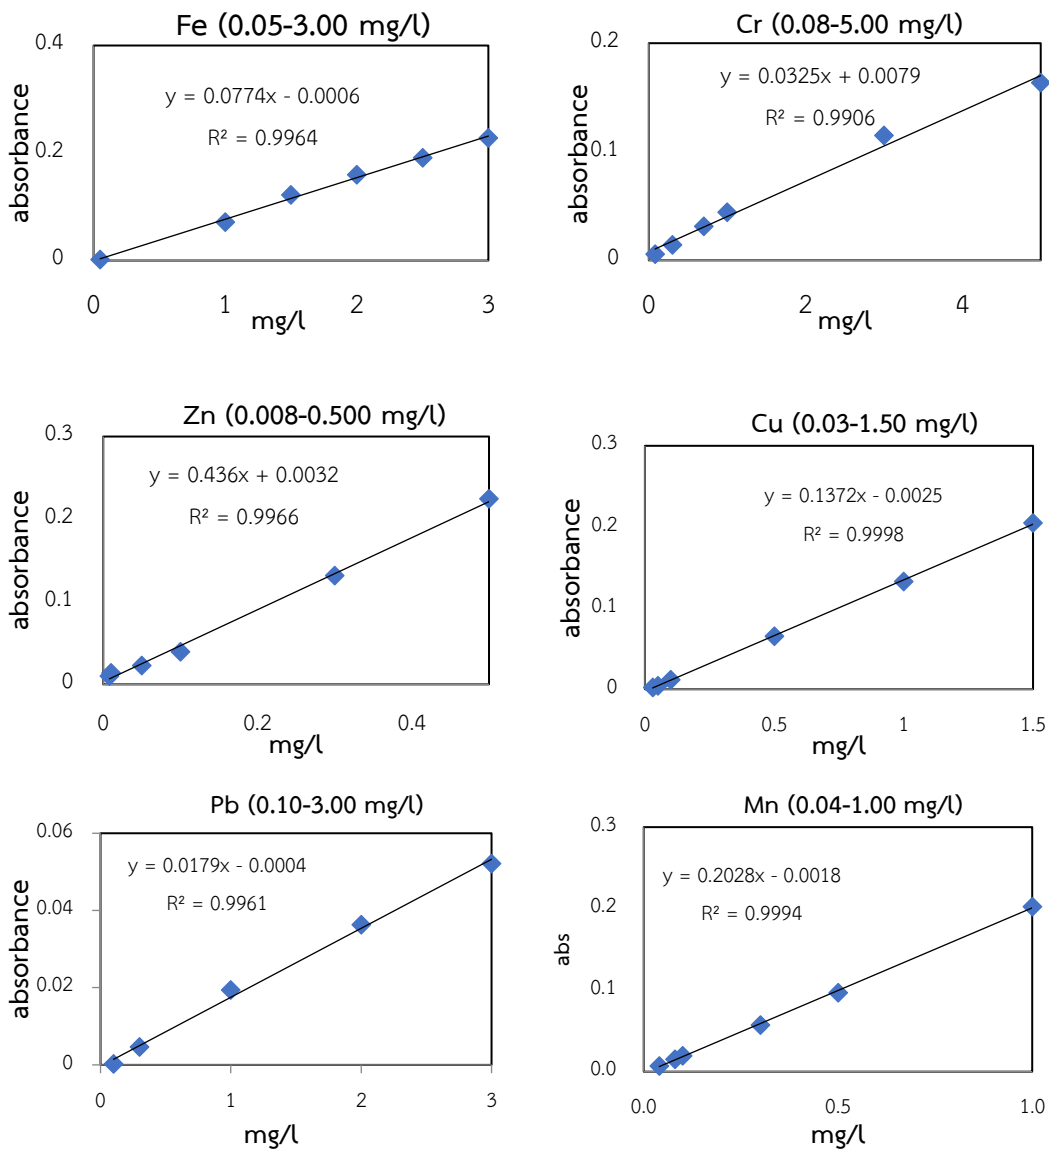 Fe (0.05-3.00 mg/l)
0.4
y = 0.0774x - 0.0006
R² = 0.9964
0.2
0
absorbance
0
1
2
3
mg/l
Cr (0.08-5.00 mg/l)
0.2
y = 0.0325x + 0.0079
R² = 0.9906
0.1
0
absorbance
0
2
4
mg/l
Zn (0.008-0.500 mg/l)
0.3
y = 0.436x + 0.0032
R² = 0.9966
0.2
0.1
0
absorbance
0
0.2
0.4
mg/l
Cu (0.03-1.50 mg/l)
0.3
y = 0.1372x - 0.0025
R² = 0.9998
0.2
0.1
0
absorbance
0
0.5
1
1.5
mg/l
Pb (0.10-3.00 mg/l)
0.06
y = 0.0179x - 0.0004
R² = 0.9961
0.04
0.02
0
absorbance
0
1
2
3
mg/l
Mn (0.04-1.00 mg/l)
0.3
y = 0.2028x - 0.0018
R² = 0.9994
0.2
0.1
0.0
abs
0.0
0.5
1.0
mg/l